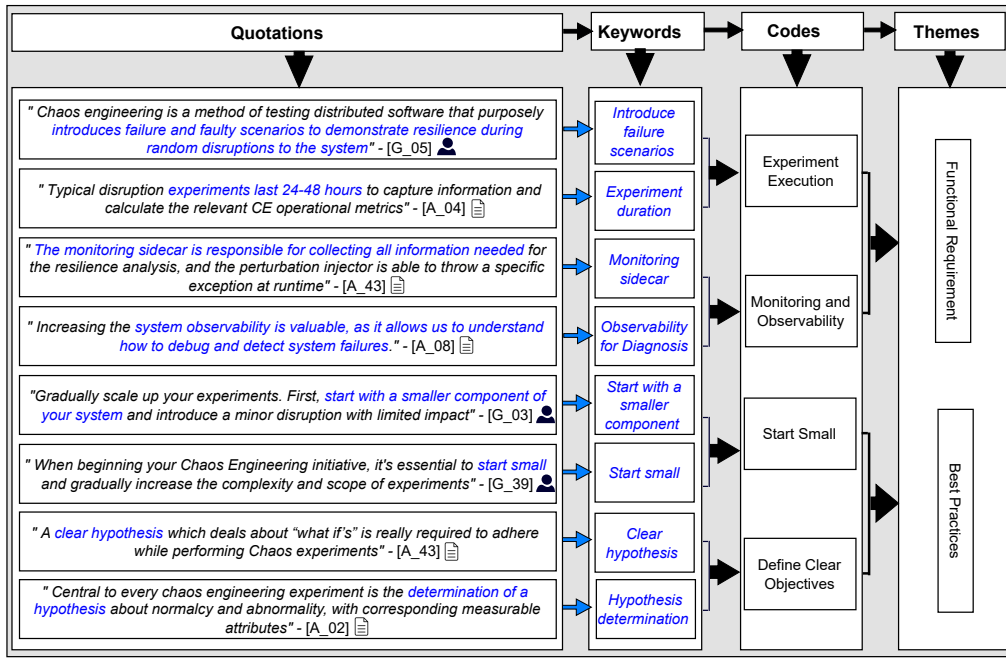 Quotations
Keywords
Codes
Themes
" Chaos engineering is a method of testing distributed software that purposely
introduces failure and faulty scenarios to demonstrate resilience during
random disruptions to the system" - [G_05]
Introduce
failure
scenarios
" Typical disruption experiments last 24-48 hours to capture information and
calculate the relevant CE operational metrics" - [A_04]
Experiment
duration
Experiment
Execution
" The monitoring sidecar is responsible for collecting all information needed for
the resilience analysis, and the perturbation injector is able to throw a specific
exception at runtime" - [A_43]
Monitoring
sidecar
" Increasing the system observability is valuable, as it allows us to understand
how to debug and detect system failures." - [A_08]
Observability
for Diagnosis
Monitoring and
Observability
Functional Requirement
"Gradually scale up your experiments. First, start with a smaller component of
your system and introduce a minor disruption with limited impact" - [G_03]
Start with a
smaller
component
" When beginning your Chaos Engineering initiative, it's essential to start small
and gradually increase the complexity and scope of experiments" - [G_39]
Start small
Start Small
" A clear hypothesis which deals about “what if’s” is really required to adhere
while performing Chaos experiments" - [A_43]
Clear
hypothesis
" Central to every chaos engineering experiment is the determination of a
hypothesis about normalcy and abnormality, with corresponding measurable
attributes" - [A_02]
Hypothesis
determination
Define Clear
Objectives
Best Practices